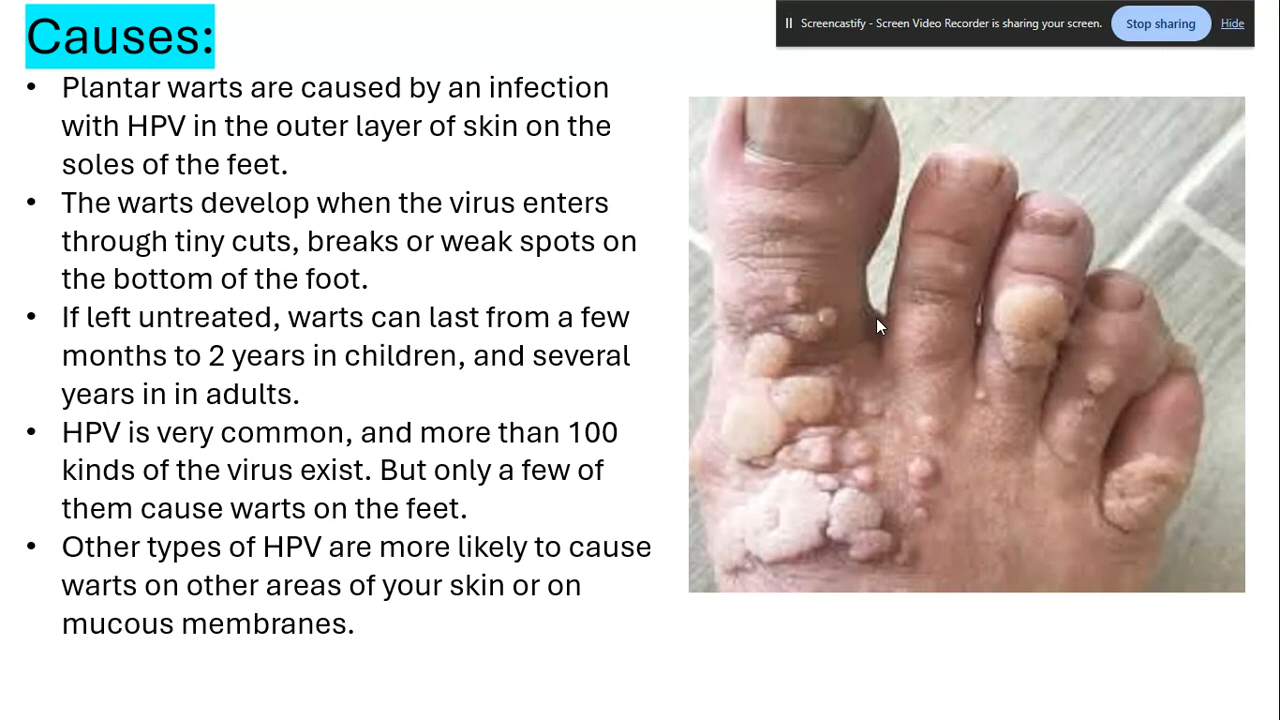 Causes:
Screencastify - Screen Video Recorder is sharing your screen.
Stop sharing
Hide
• Plantar warts are caused by an infection
with HPV in the outer layer of skin on the
soles of the feet.
• The warts develop when the virus enters
through tiny cuts, breaks or weak spots on
the bottom of the foot.
• If left untreated, warts can last from a few
months to 2 years in children, and several
years in in adults.
• HPV is very common, and more than 100
kinds of the virus exist. But only a few of
them cause warts on the feet.
• Other types of HPV are more likely to cause
warts on other areas of your skin or on
mucous membranes.